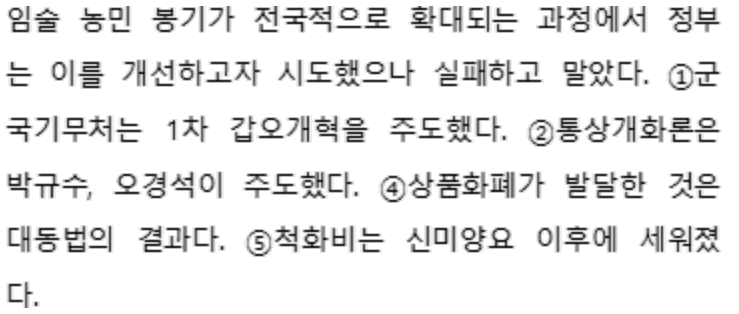 임술 농민 봉기가 전국적으로 확대되는 과정에서 정부
는 이를 개선하고자 시도했으나 실패하고 말았다. ①군
국기무처는 1차 갑오개혁을 주도했다. ②통상개화론은
박규수, 오경석이 주도했다. ④상품화폐가 발달한 것은
대동법의 결과다. ⑤척화비는 신미양요 이후에 세워졌
다.